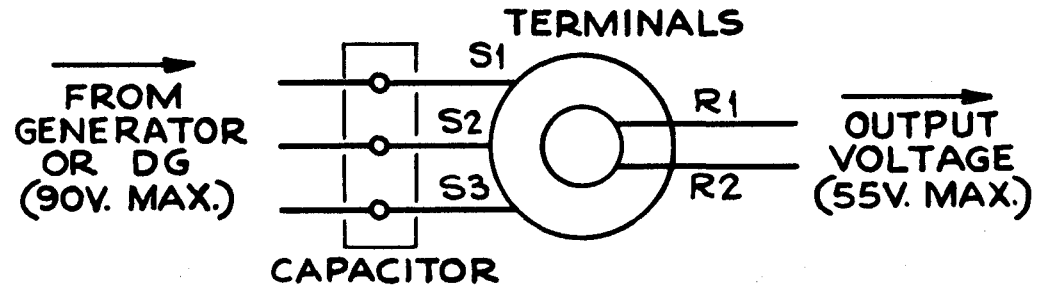 TERMINALS
FROM
GENERATOR
OR DG
(90V. MAX.)
S1
S2
S3
R1
R2
OUTPUT
VOLTAGE
(55V. MAX.)
CAPACITOR